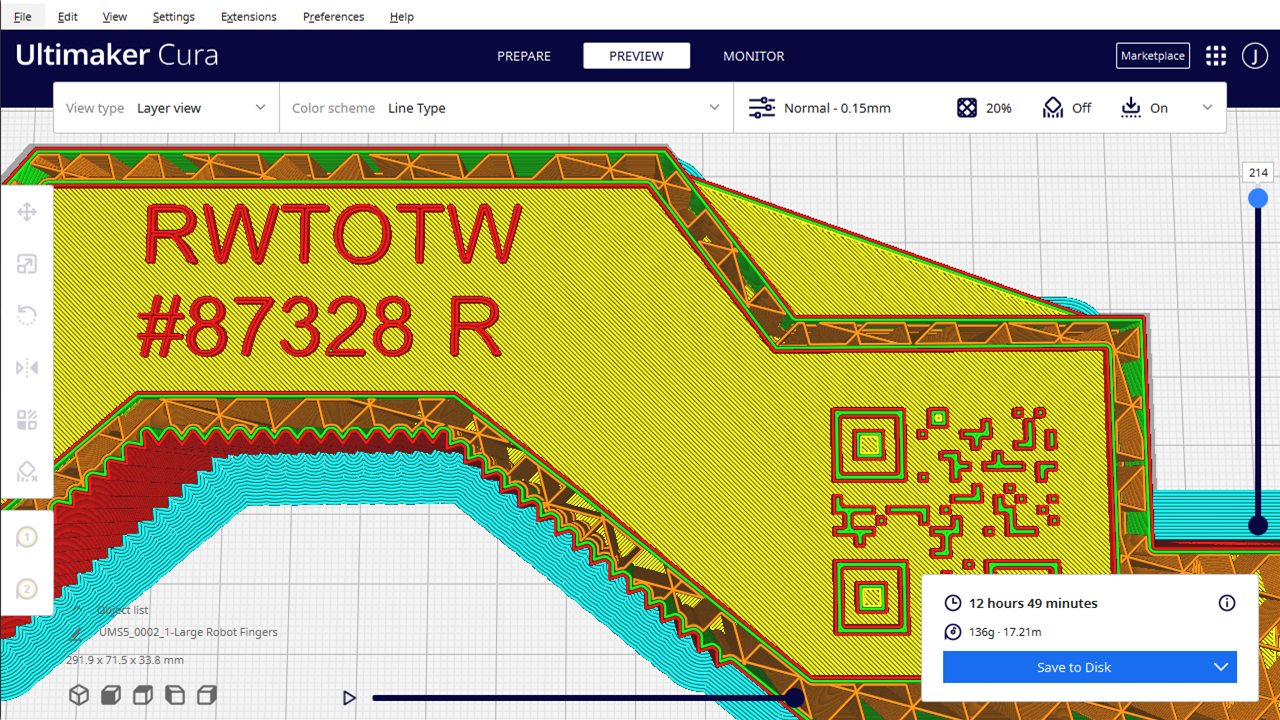 File Edit View Settings Extensions Preferences Help
Ultimaker Cura PREPARE PREVIEW MONITOR Marketplace J
View type Layer view Color scheme Line Type Normal - 0.15mm 20% Off On
214
RWTOTW
#87328 R
1
2
Object list
UMS5_0002_1-Large Robot Fingers
291.9 x 71.5 x 33.8 mm
12 hours 49 minutes
136g · 17.21m
Save to Disk